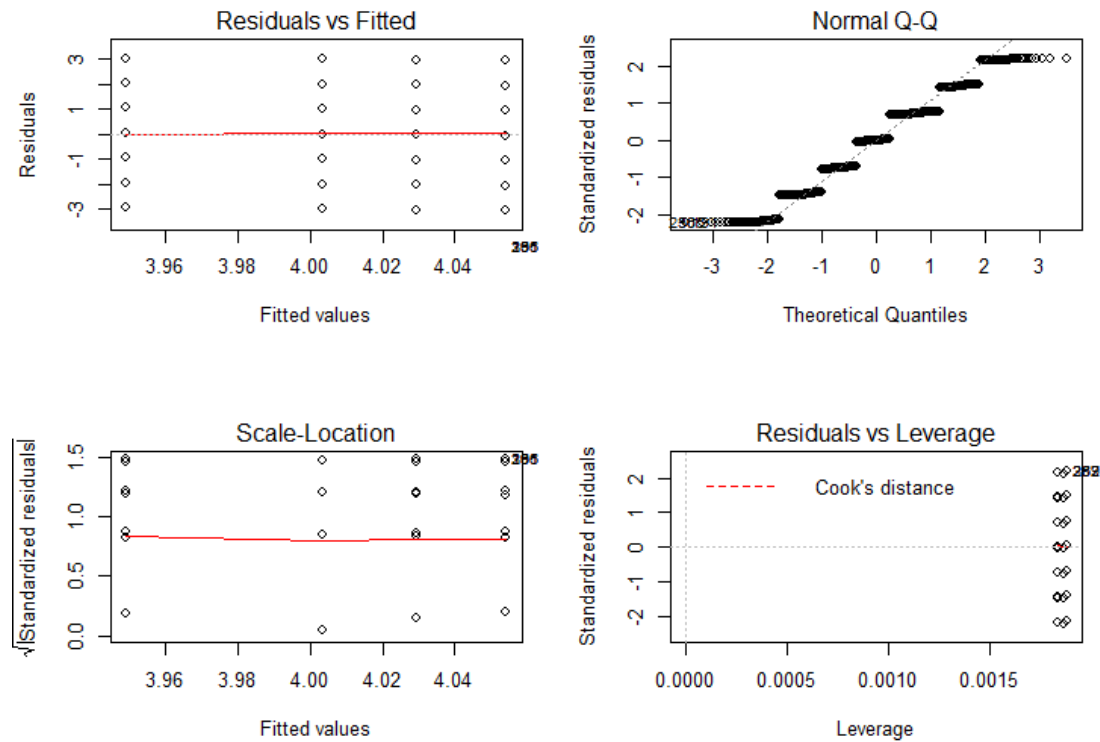 Residuals vs Fitted
Residuals
3
1
-1
-3
3.96 3.98 4.00 4.02 4.04
Fitted values
Normal Q-Q
Standardized residuals
2
1
0
-1
-2
-3 -2 -1 0 1 2 3
Theoretical Quantiles
Scale-Location
√|Standardized residuals|
1.5
1.0
0.5
0.0
3.96 3.98 4.00 4.02 4.04
Fitted values
Residuals vs Leverage
Standardized residuals
2
1
0
-1
-2
Cook's distance
0.0000 0.0005 0.0010 0.0015
Leverage